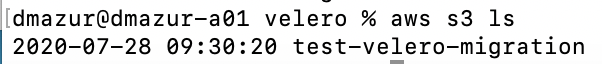 [dmazur@dmazur-a01 velero % aws s3 ls
2020-07-28 09:30:20 test-velero-migration